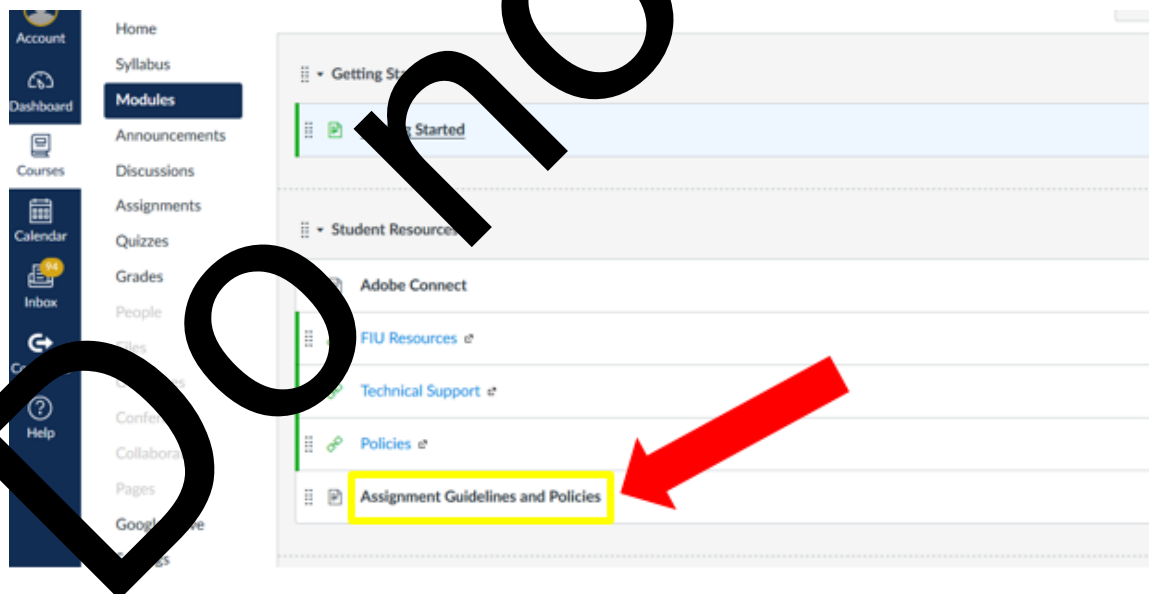 Account
Dashboard
Courses
Calendar
94
Inbox
Help
Home
Syllabus
Modules
Announcements
Discussions
Assignments
Quizzes
Grades
People
Files
Pages
Getting
Started
Student Resources
Adobe Connect
FIU Resources
Technical Support
Policies
Assignment Guidelines and Policies
Do no